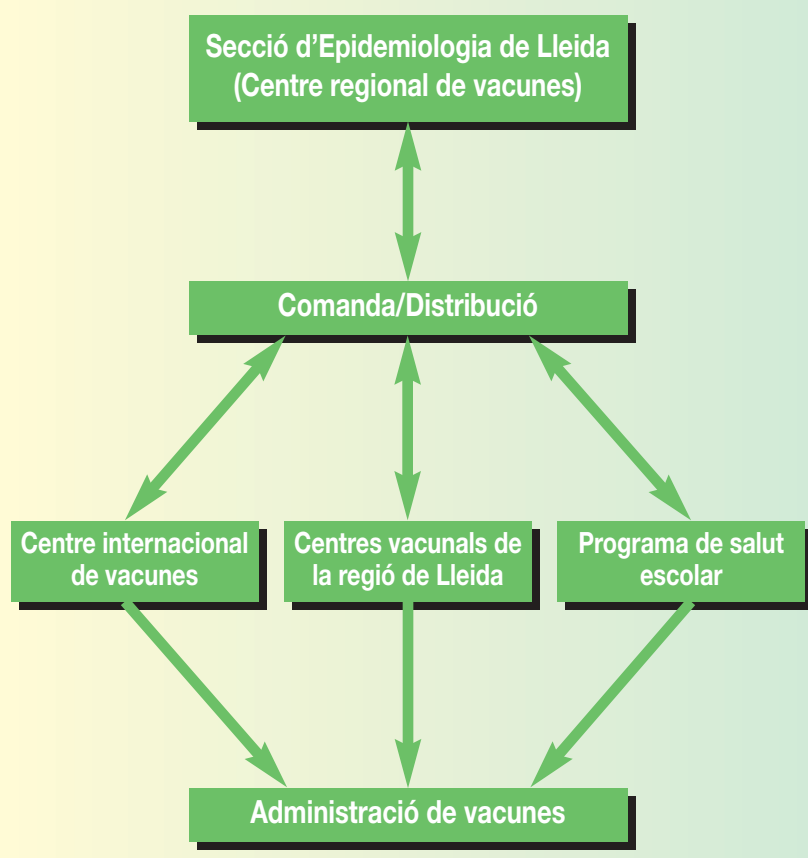 Secció d’Epidemiologia de Lleida
(Centre regional de vacunes)
Comanda/Distribució
Centre internacional
de vacunes
Centres vacunals de
la regió de Lleida
Programa de salut
escolar
Administració de vacunes